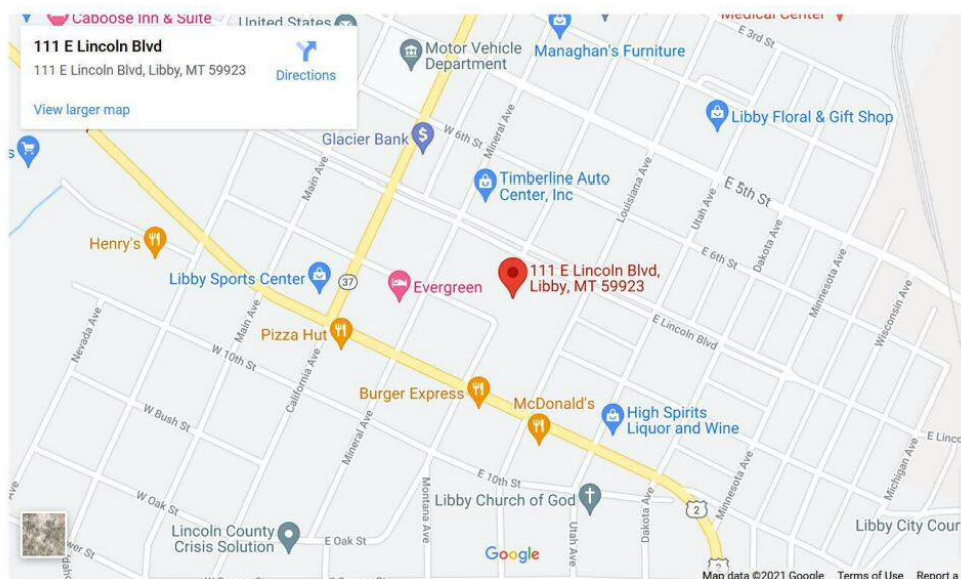 Caboose Inn & Suite
United States
Medical Center
111 E Lincoln Blvd
111 E Lincoln Blvd, Libby, MT 59923
Directions
View larger map
Motor Vehicle
Department
Managhan's Furniture
E 3rd St
Libby Floral & Gift Shop
Glacier Bank
W 6th St
Mineral Ave
Main Ave
Timberline Auto
Center, Inc
Louisiana Ave
Utah Ave
E 5th St
Dakota Ave
E 6th St
Minnesota Ave
Wisconsin Ave
Henry's
Libby Sports Center
37
Evergreen
111 E Lincoln Blvd,
Libby, MT 59923
E Lincoln Blvd
Nevada Ave
Main Ave
Pizza Hut
W 10th St
California Ave
Burger Express
McDonald's
High Spirits
Liquor and Wine
W Bush St
Mineral Ave
E Linco
Michigan Ave
Minnesota Ave
E 10th St
Montana Ave
Libby Church of God
Utah Ave
Dakota Ave
2
W Oak St
Lincoln County
Crisis Solution
E Oak St
Libby City Cour
Google
2
Map data ©2021 Google
Terms of Use
Report a